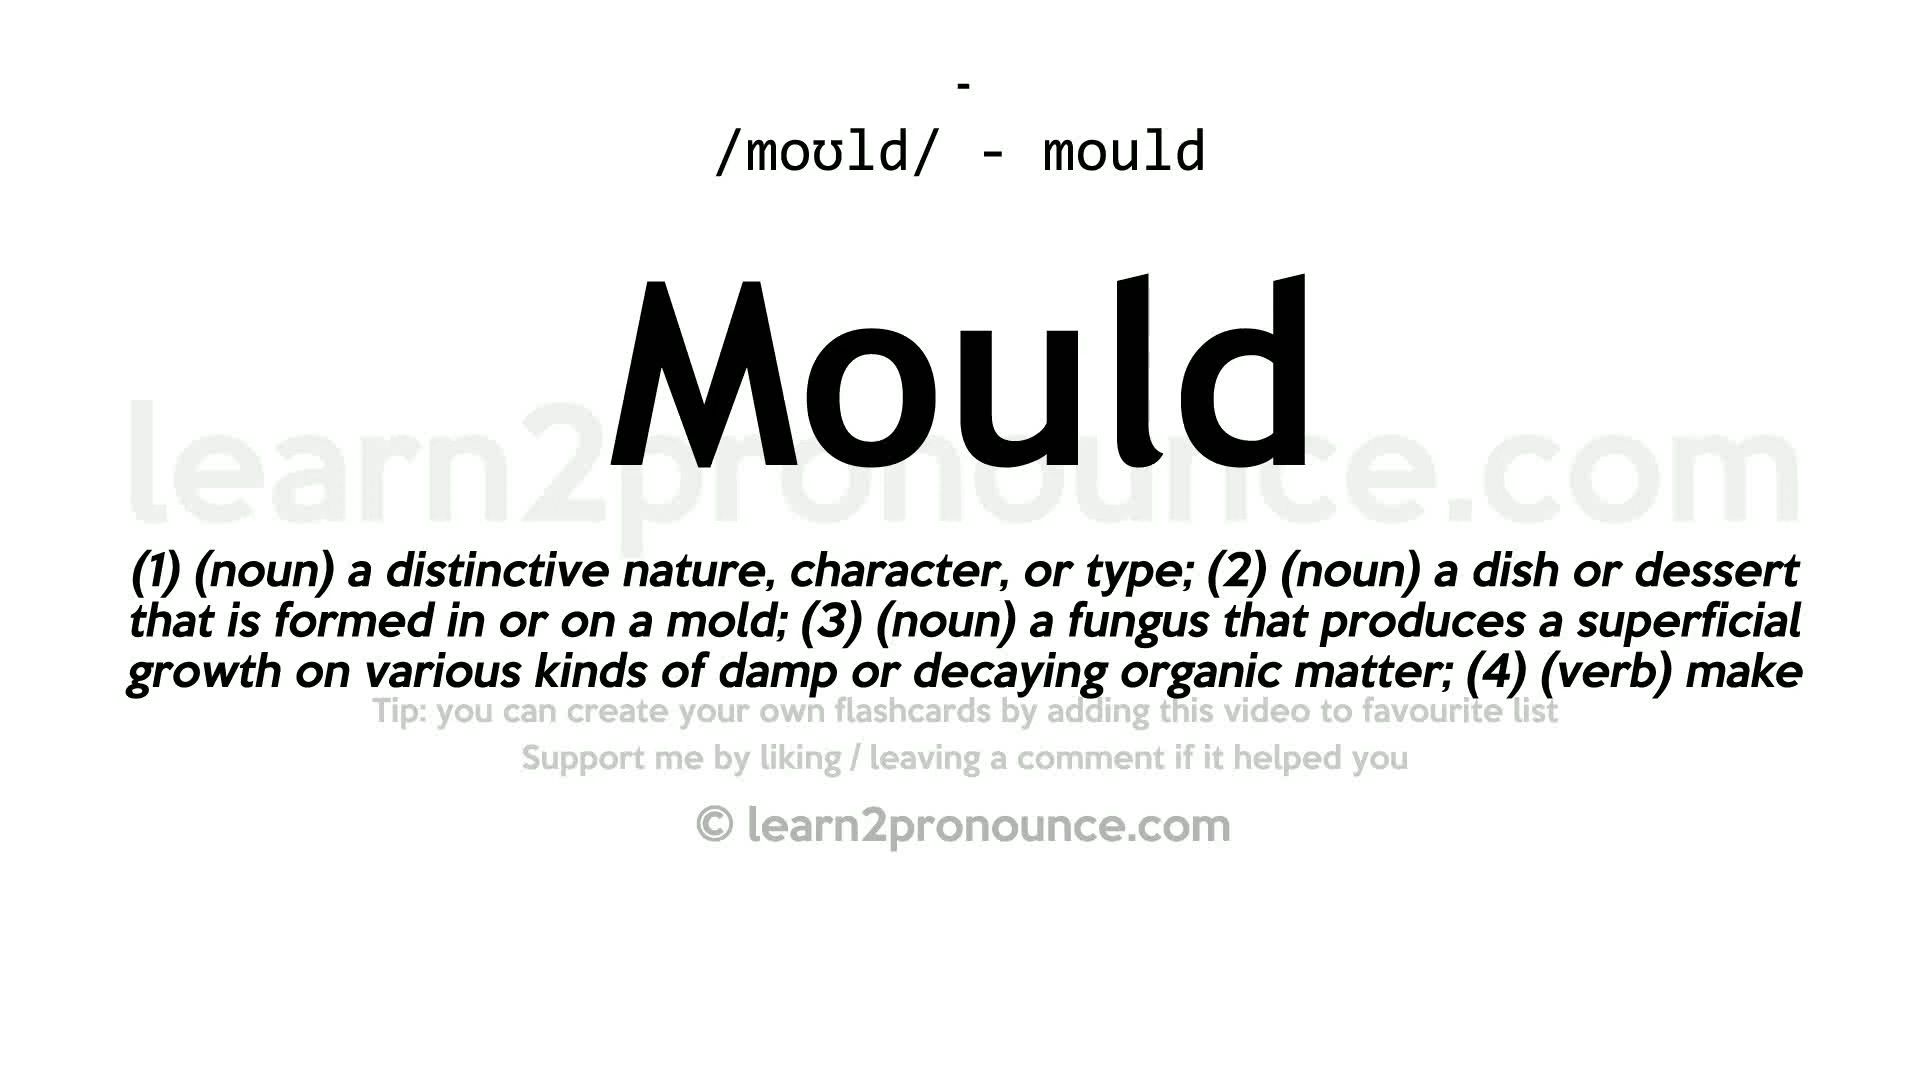 -
/moʊld/ - mould
Mould
learn2pronounce.com
(1) (noun) a distinctive nature, character, or type; (2) (noun) a dish or dessert
that is formed in or on a mold; (3) (noun) a fungus that produces a superficial
growth on various kinds of damp or decaying organic matter; (4) (verb) make
Tip: you can create your own flashcards by adding this video to favourite list
Support me by liking / leaving a comment if it helped you
© learn2pronounce.com